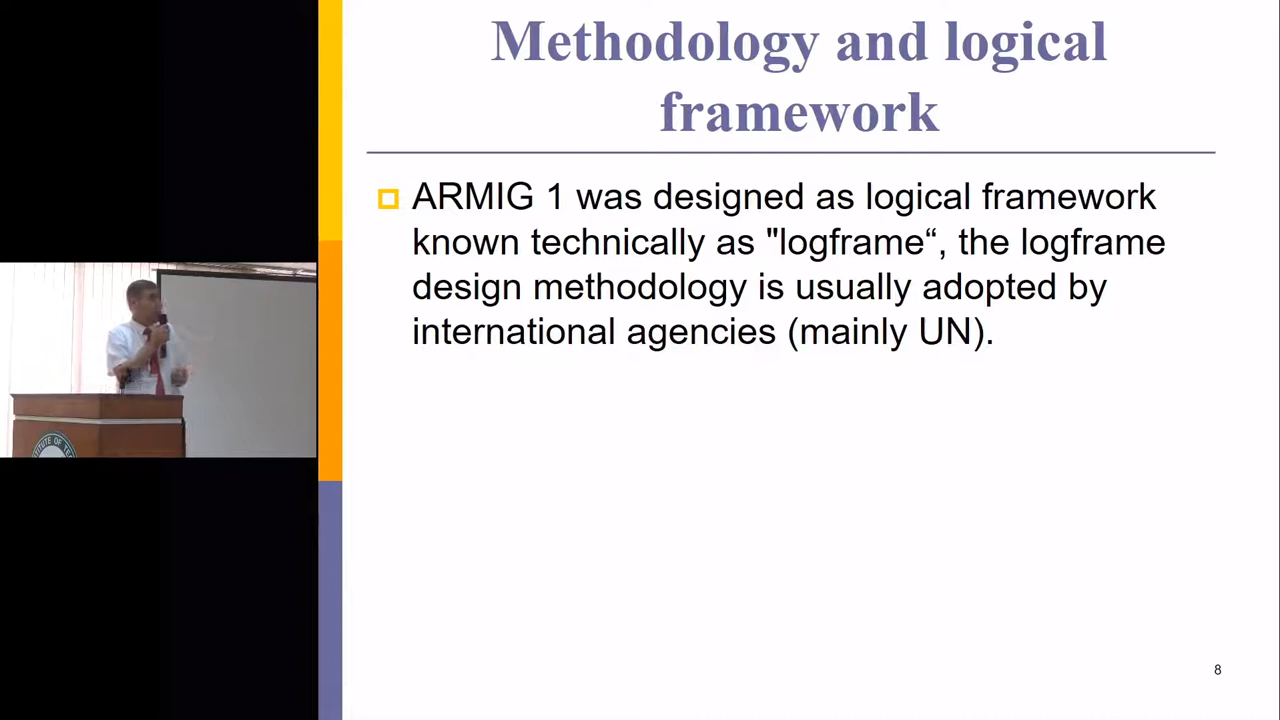 Methodology and logical
framework
ARMIG 1 was designed as logical framework
known technically as "logframe“, the logframe
design methodology is usually adopted by
international agencies (mainly UN).
OF
8